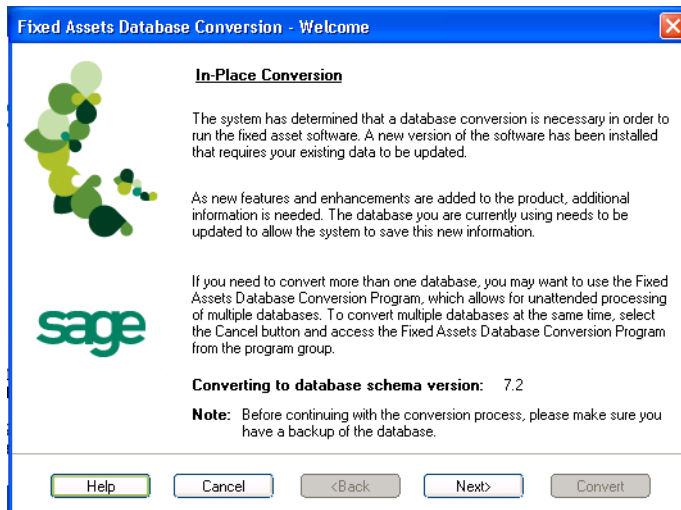 Fixed Assets Database Conversion - Welcome
In-Place Conversion
The system has determined that a database conversion is necessary in order to
run the fixed asset software. A new version of the software has been installed
that requires your existing data to be updated.
As new features and enhancements are added to the product, additional
information is needed. The database you are currently using needs to be
updated to allow the system to save this new information.
If you need to convert more than one database, you may want to use the Fixed
Assets Database Conversion Program, which allows for unattended processing
of multiple databases. To convert multiple databases at the same time, select
the Cancel button and access the Fixed Assets Database Conversion Program
from the program group.
sage
Converting to database schema version: 7.2
Note: Before continuing with the conversion process, please make sure you
have a backup of the database.
Help Cancel <Back Next> Convert